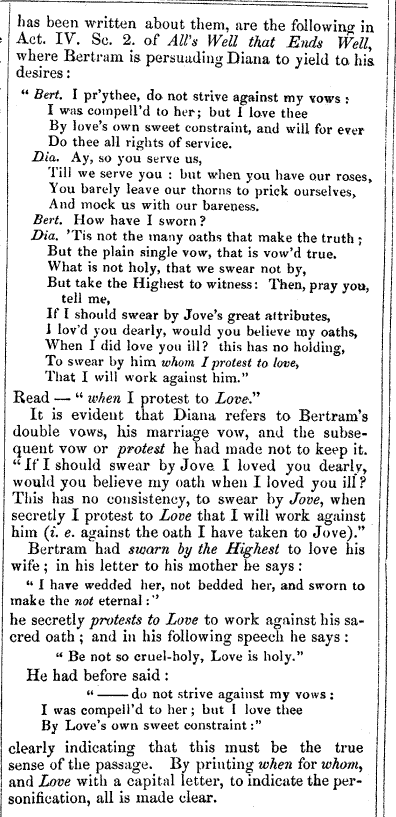 has been written about them, are the following in
Act. IV. Sc. 2. of All's Well that Ends Well,
where Bertram is persuading Diana to yield to his
desires:
" Bert. I pr'ythee, do not strive against my vows:
I was compell'd to her; but I love thee
By love's own sweet constraint, and will for ever
Do thee all rights of service.
Dia. Ay, so you serve us,
Till we serve you: but when you have our roses,
You barely leave our thorns to prick ourselves,
And mock us with our bareness.
Bert. How have I sworn?
Dia. 'Tis not the many oaths that make the truth;
But the plain single vow, that is vow'd true.
What is not holy, that we swear not by,
But take the Highest to witness: Then, pray you,
tell me,
If I should swear by Jove's great attributes,
I lov'd you dearly, would you believe my oaths,
When I did love you ill? this has no holding,
To swear by him whom I protest to love,
That I will work against him."
Read — " when I protest to Love."
It is evident that Diana refers to Bertram's
double vows, his marriage vow, and the subse-
quent vow or protest he had made not to keep it.
" If I should swear by Jove I loved you dearly,
would you believe my oath when I loved you ill?
This has no consistency, to swear by Jove, when
secretly I protest to Love that I will work against
him (i. e. against the oath I have taken to Jove)."
Bertram had sworn by the Highest to love his
wife; in his letter to his mother he says:
" I have wedded her, not bedded her, and sworn to
make the not eternal:"
he secretly protests to Love to work against his sa-
cred oath; and in his following speech he says:
" Be not so cruel-holy, Love is holy."
He had before said:
" —— do not strive against my vows:
I was compell'd to her; but I love thee
By Love's own sweet constraint:"
clearly indicating that this must be the true
sense of the passage. By printing when for whom,
and Love with a capital letter, to indicate the per-
sonification, all is made clear.